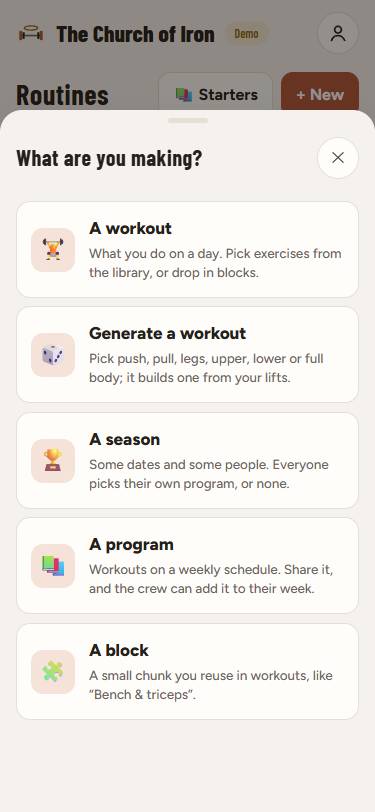 The Church of Iron
Demo
Routines
Starters
+ New
What are you making?
A workout
What you do on a day. Pick exercises from
the library, or drop in blocks.
Generate a workout
Pick push, pull, legs, upper, lower or full
body; it builds one from your lifts.
A season
Some dates and some people. Everyone
picks their own program, or none.
A program
Workouts on a weekly schedule. Share it,
and the crew can add it to their week.
A block
A small chunk you reuse in workouts, like
“Bench & triceps”.